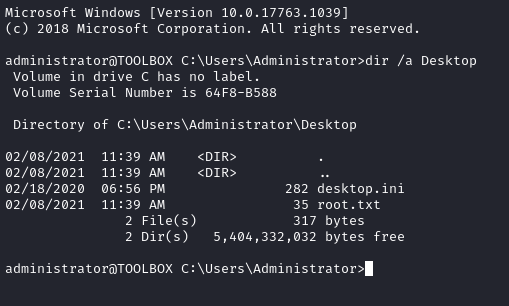 Microsoft Windows [Version 10.0.17763.1039]
(c) 2018 Microsoft Corporation. All rights reserved.

administrator@TOOLBOX C:\Users\Administrator>dir /a Desktop
 Volume in drive C has no label.
 Volume Serial Number is 64F8-B588

 Directory of C:\Users\Administrator\Desktop

02/08/2021  11:39 AM    <DIR>          .
02/08/2021  11:39 AM    <DIR>          ..
02/18/2020  06:56 PM               282 desktop.ini
02/08/2021  11:39 AM                35 root.txt
               2 File(s)            317 bytes
               2 Dir(s)   5,404,332,032 bytes free

administrator@TOOLBOX C:\Users\Administrator>